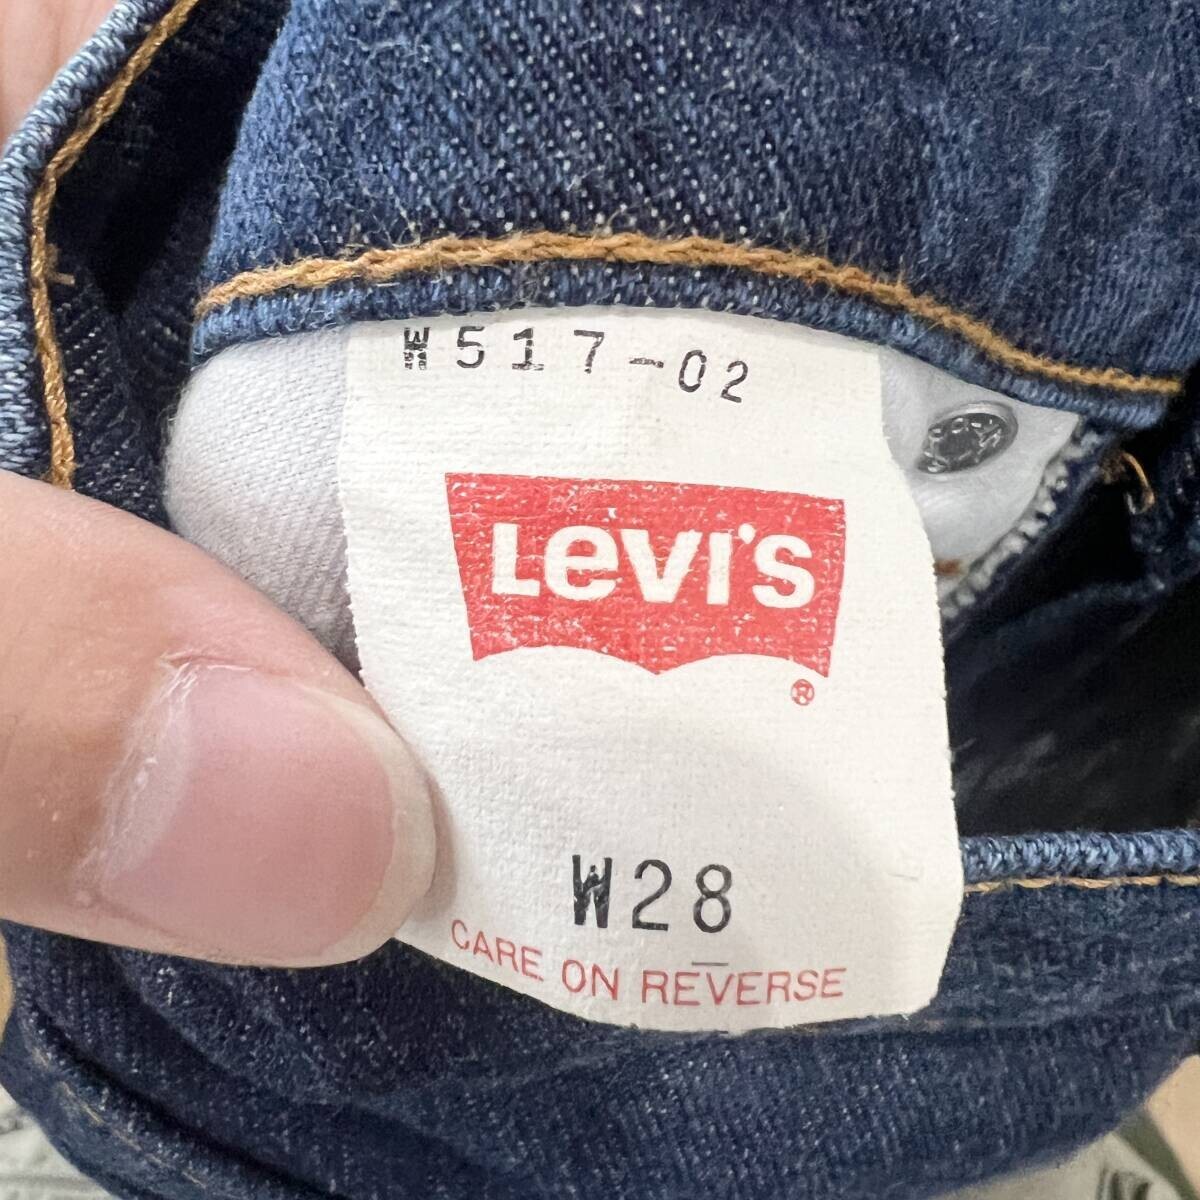 W517-02
Levi's
®
W28
CARE ON REVERSE